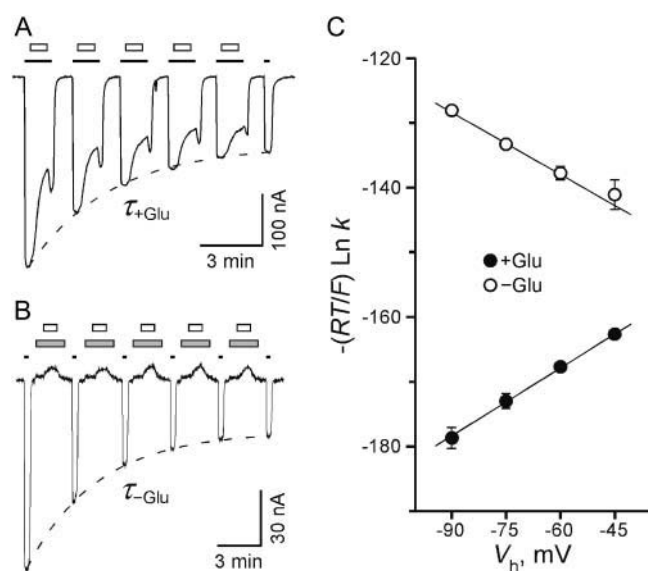 A
τ+Glu
100 nA
3 min
B
τ−Glu
30 nA
3 min
C
-(RT/F) Ln k
-120
-140
-160
-180
+Glu
−Glu
-90 -75 -60 -45
Vh, mV